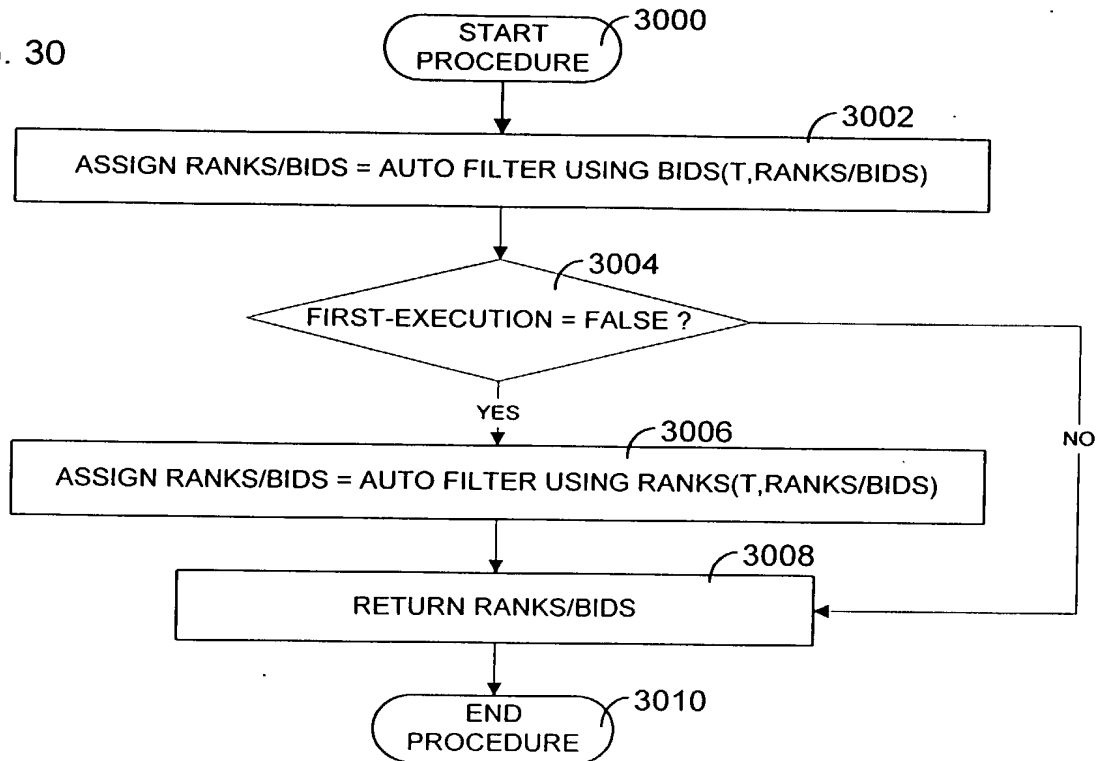 . 30
START
PROCEDURE
3000
3002
ASSIGN RANKS/BIDS = AUTO FILTER USING BIDS(T,RANKS/BIDS)
3004
FIRST-EXECUTION = FALSE ?
YES
NO
3006
ASSIGN RANKS/BIDS = AUTO FILTER USING RANKS(T,RANKS/BIDS)
3008
RETURN RANKS/BIDS
END
PROCEDURE
3010